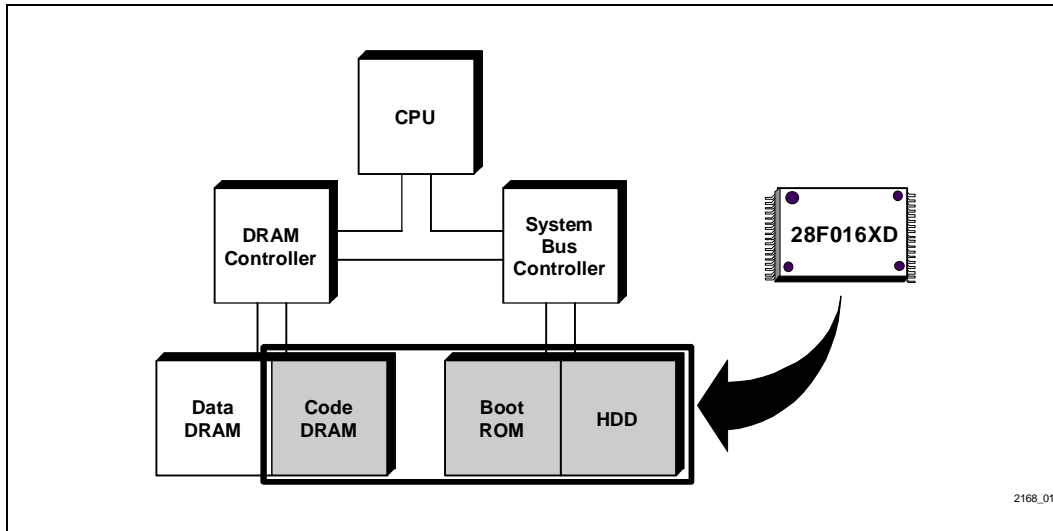 CPU
DRAM
Controller
System
Bus
Controller
28F016XD
Data
DRAM
Code
DRAM
Boot
ROM
HDD
2168_01